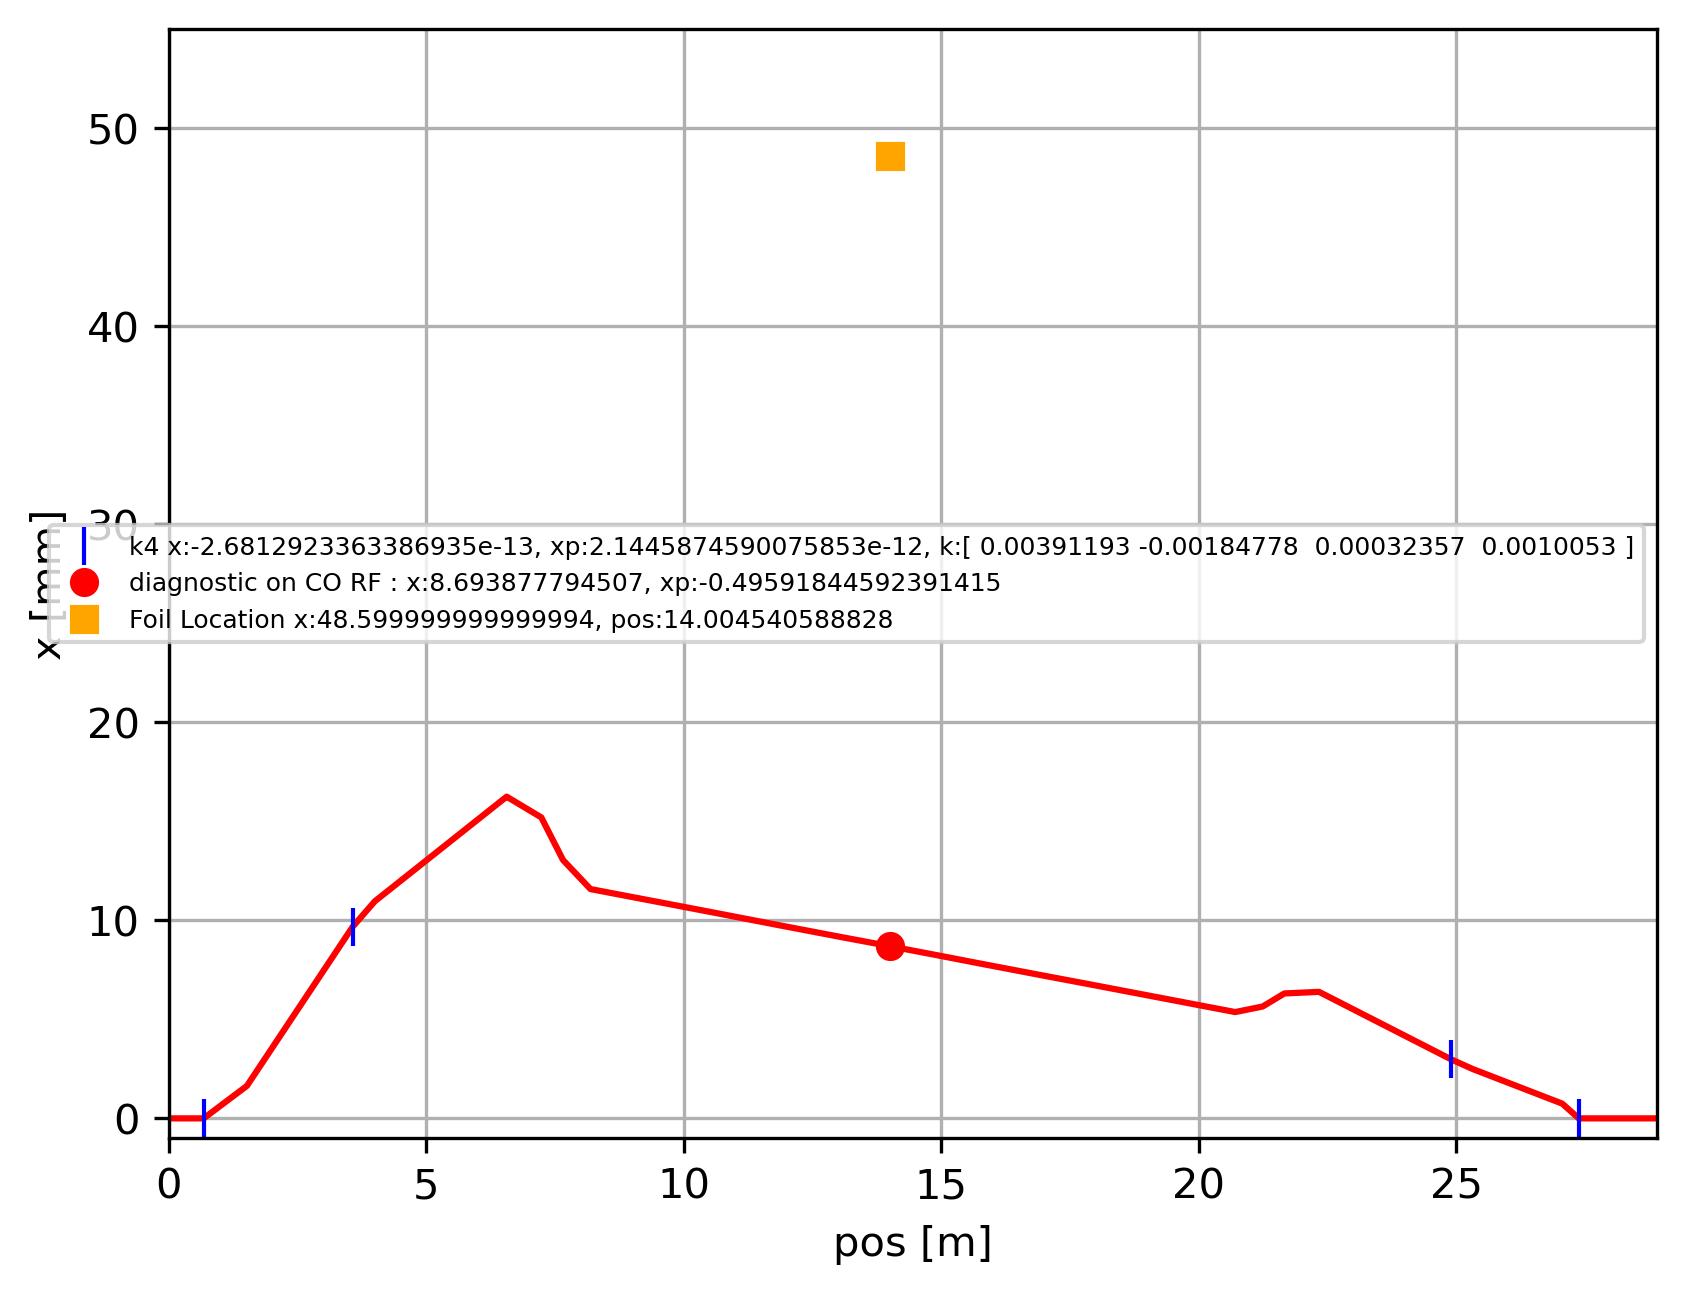 50
40
30
20
10
0
x [mm]
k4 x:-2.6812923363386935e-13, xp:2.1445874590075853e-12, k:[ 0.00391193 -0.00184778  0.00032357  0.0010053 ]
diagnostic on CO RF : x:8.693877794507, xp:-0.49591844592391415
Foil Location x:48.599999999999994, pos:14.004540588828
0 5 10 15 20 25
pos [m]